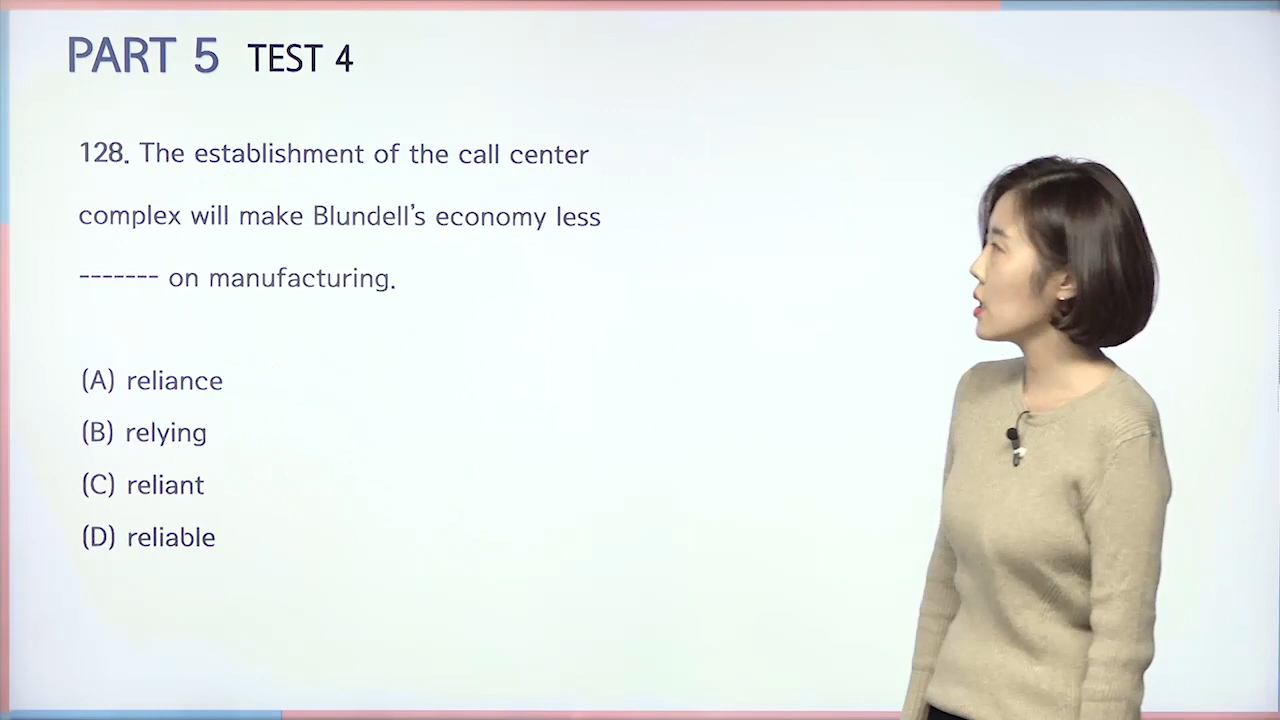 PART 5 TEST 4
128. The establishment of the call center
complex will make Blundell's economy less
------- on manufacturing.
(A) reliance
(B) relying
(C) reliant
(D) reliable